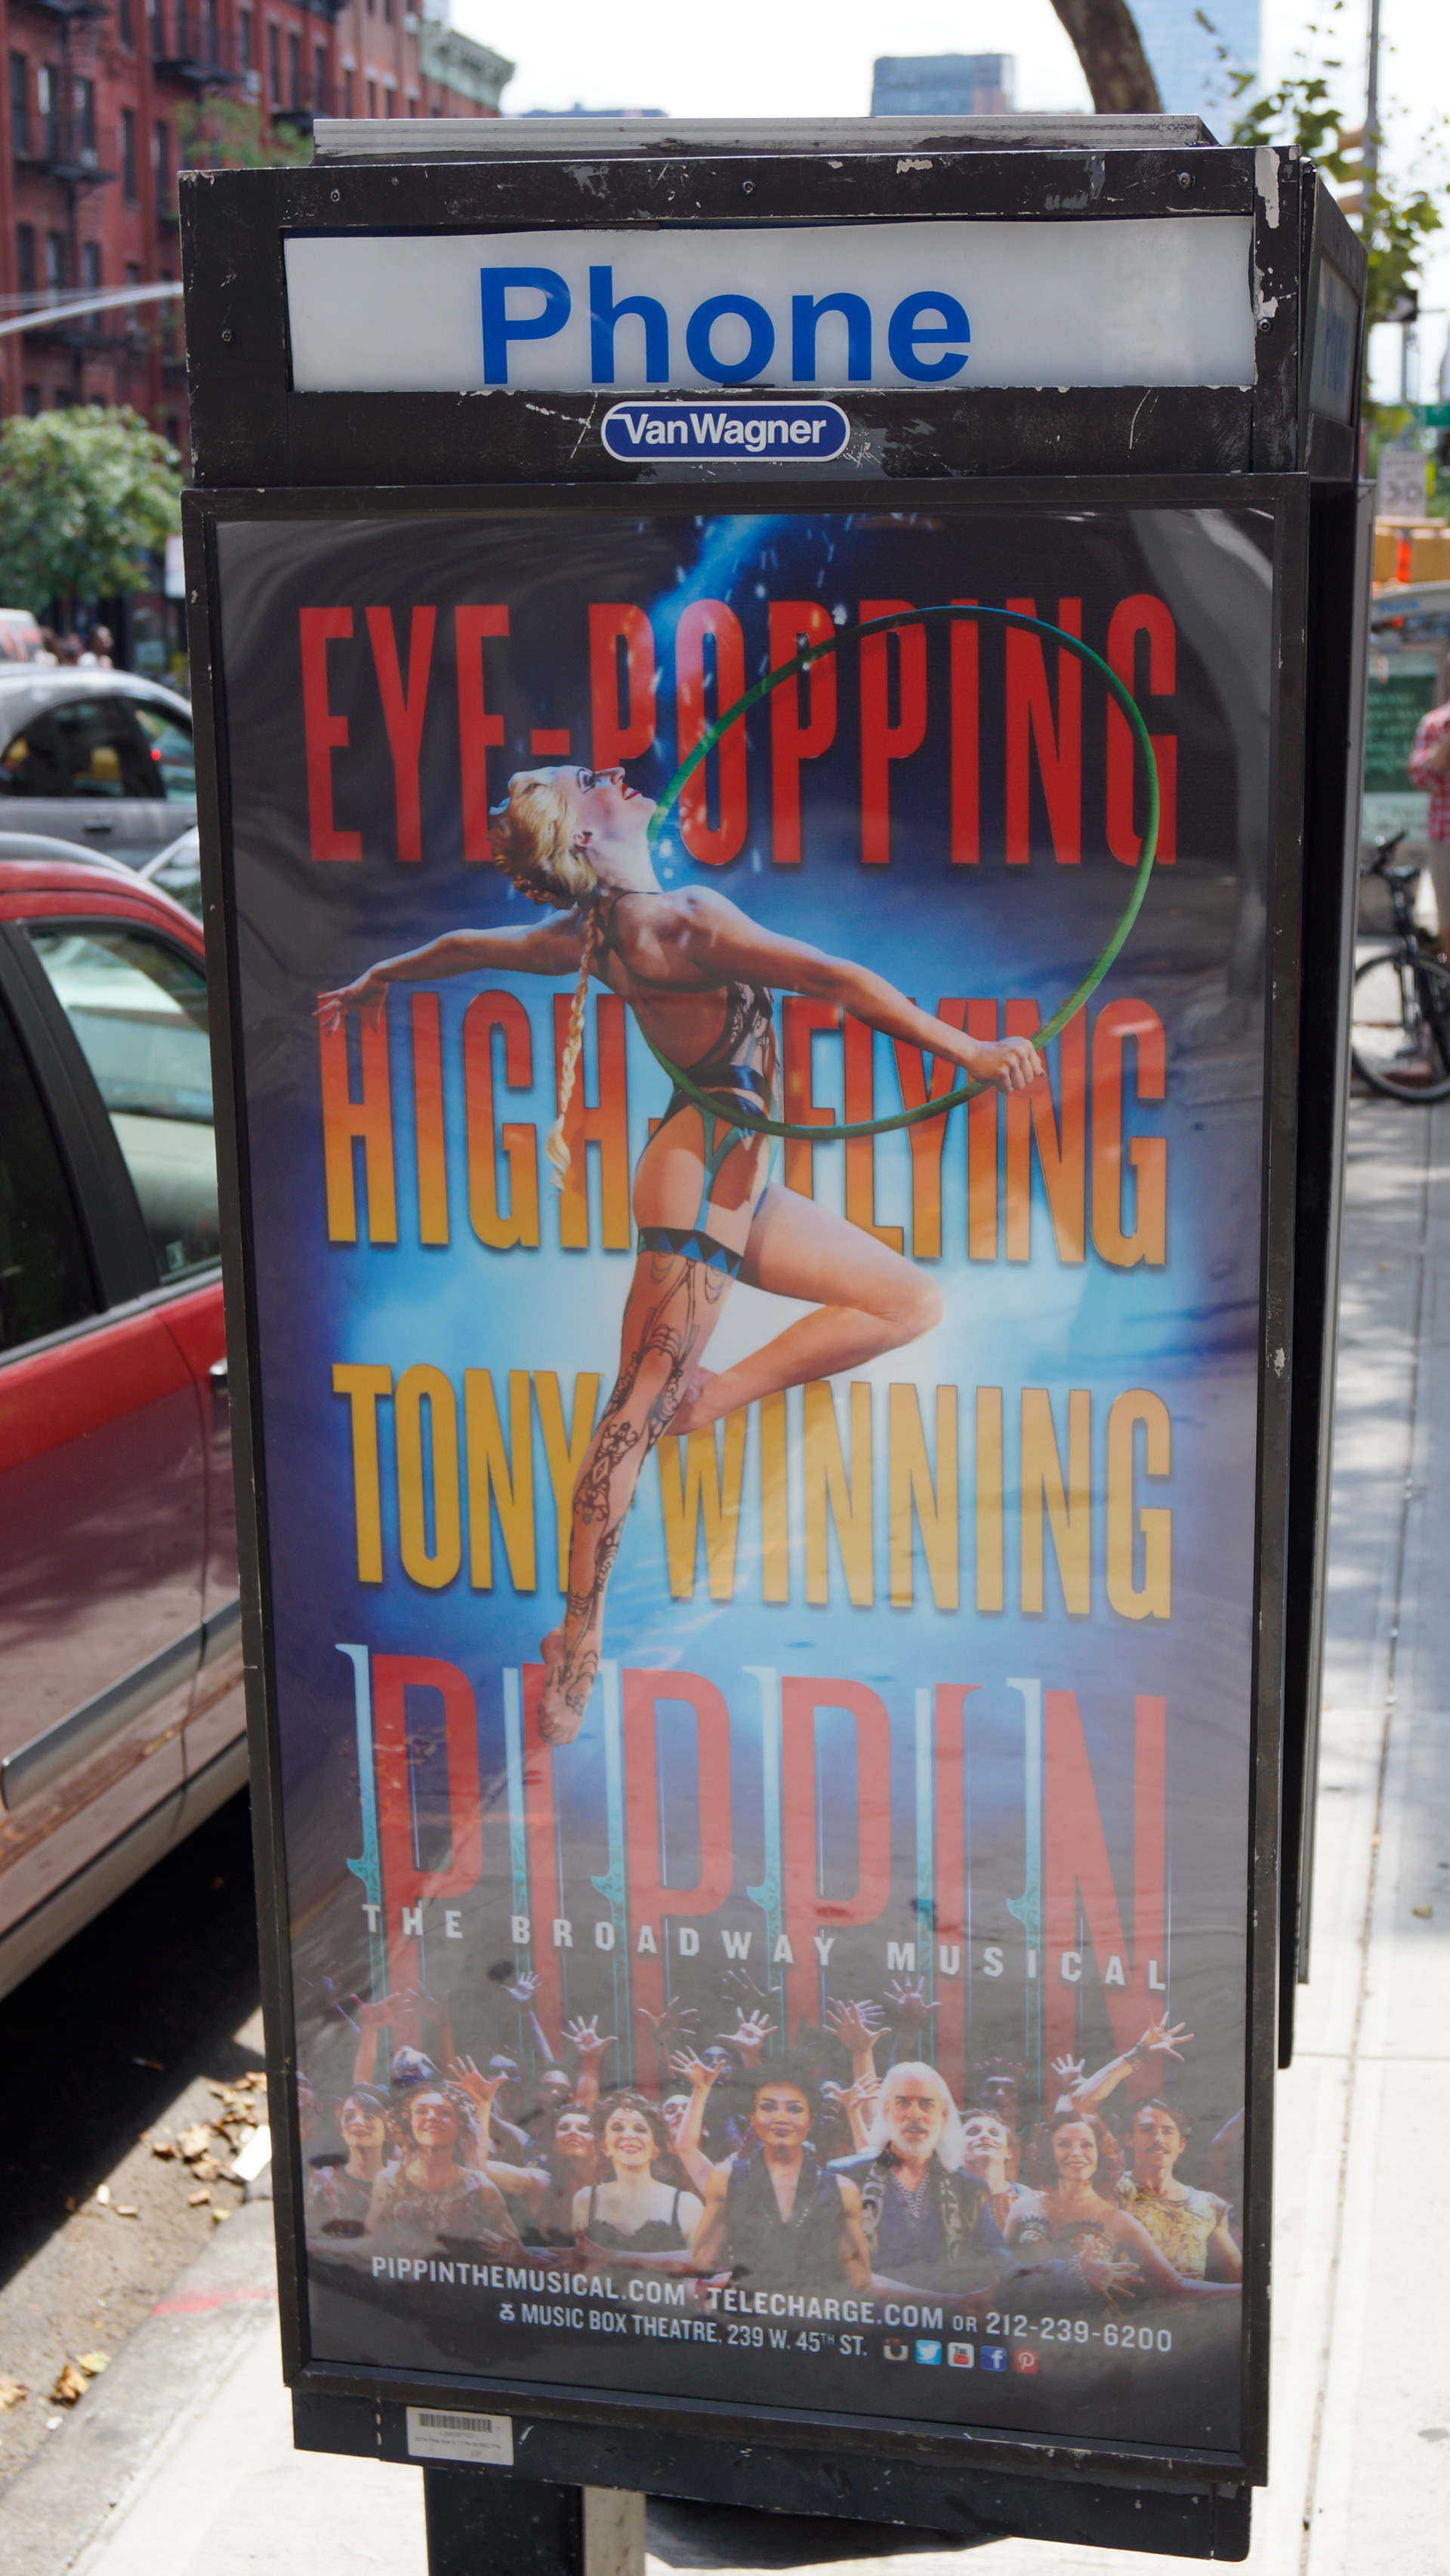 Phone
VanWagner
EYE-POPPING
HIGH-FLYING
TONY WINNING
PIPPIN
THE BROADWAY MUSICAL
PIPPINTHEMUSICAL.COM · TELECHARGE.COM OR 212-239-6200
MUSIC BOX THEATRE, 239 W. 45TH ST.